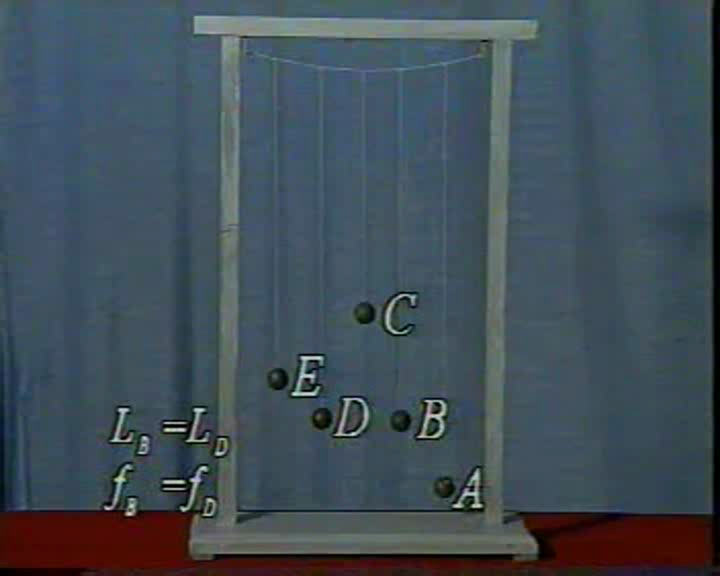 C
E
D
B
L_B = L_D
f_B = f_D
A